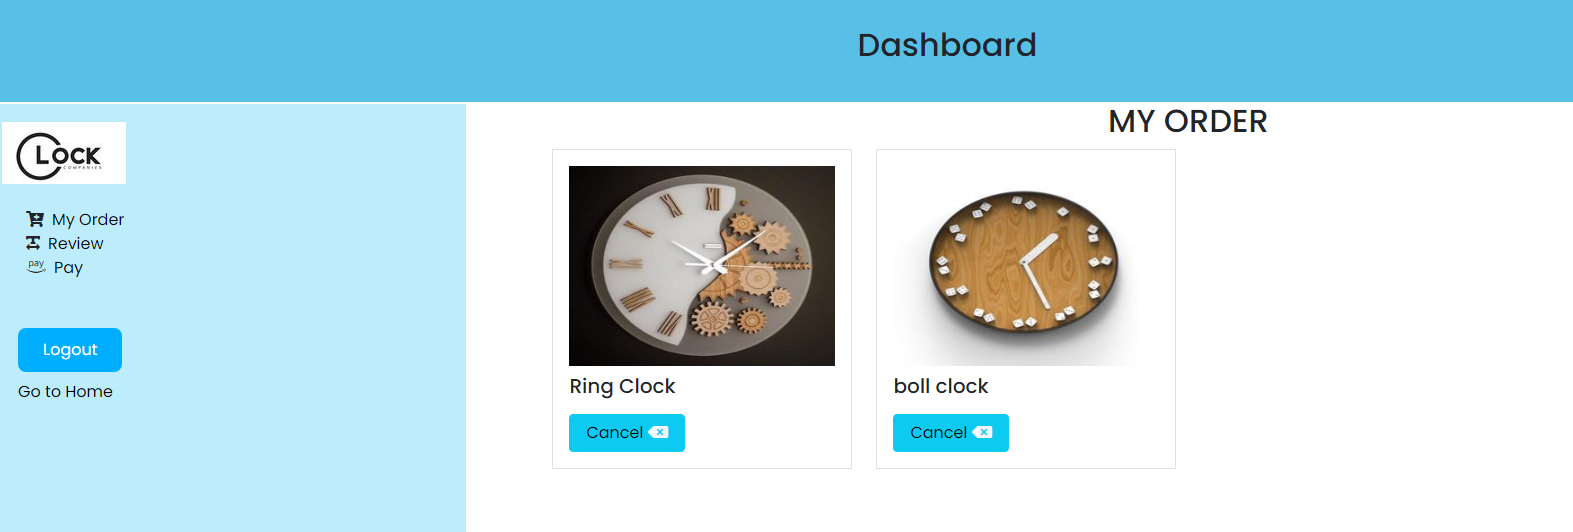 Dashboard
CLOCK
COMPANIES
My Order
Review
pay Pay
Logout
Go to Home
MY ORDER
Ring Clock
Cancel
boll clock
Cancel